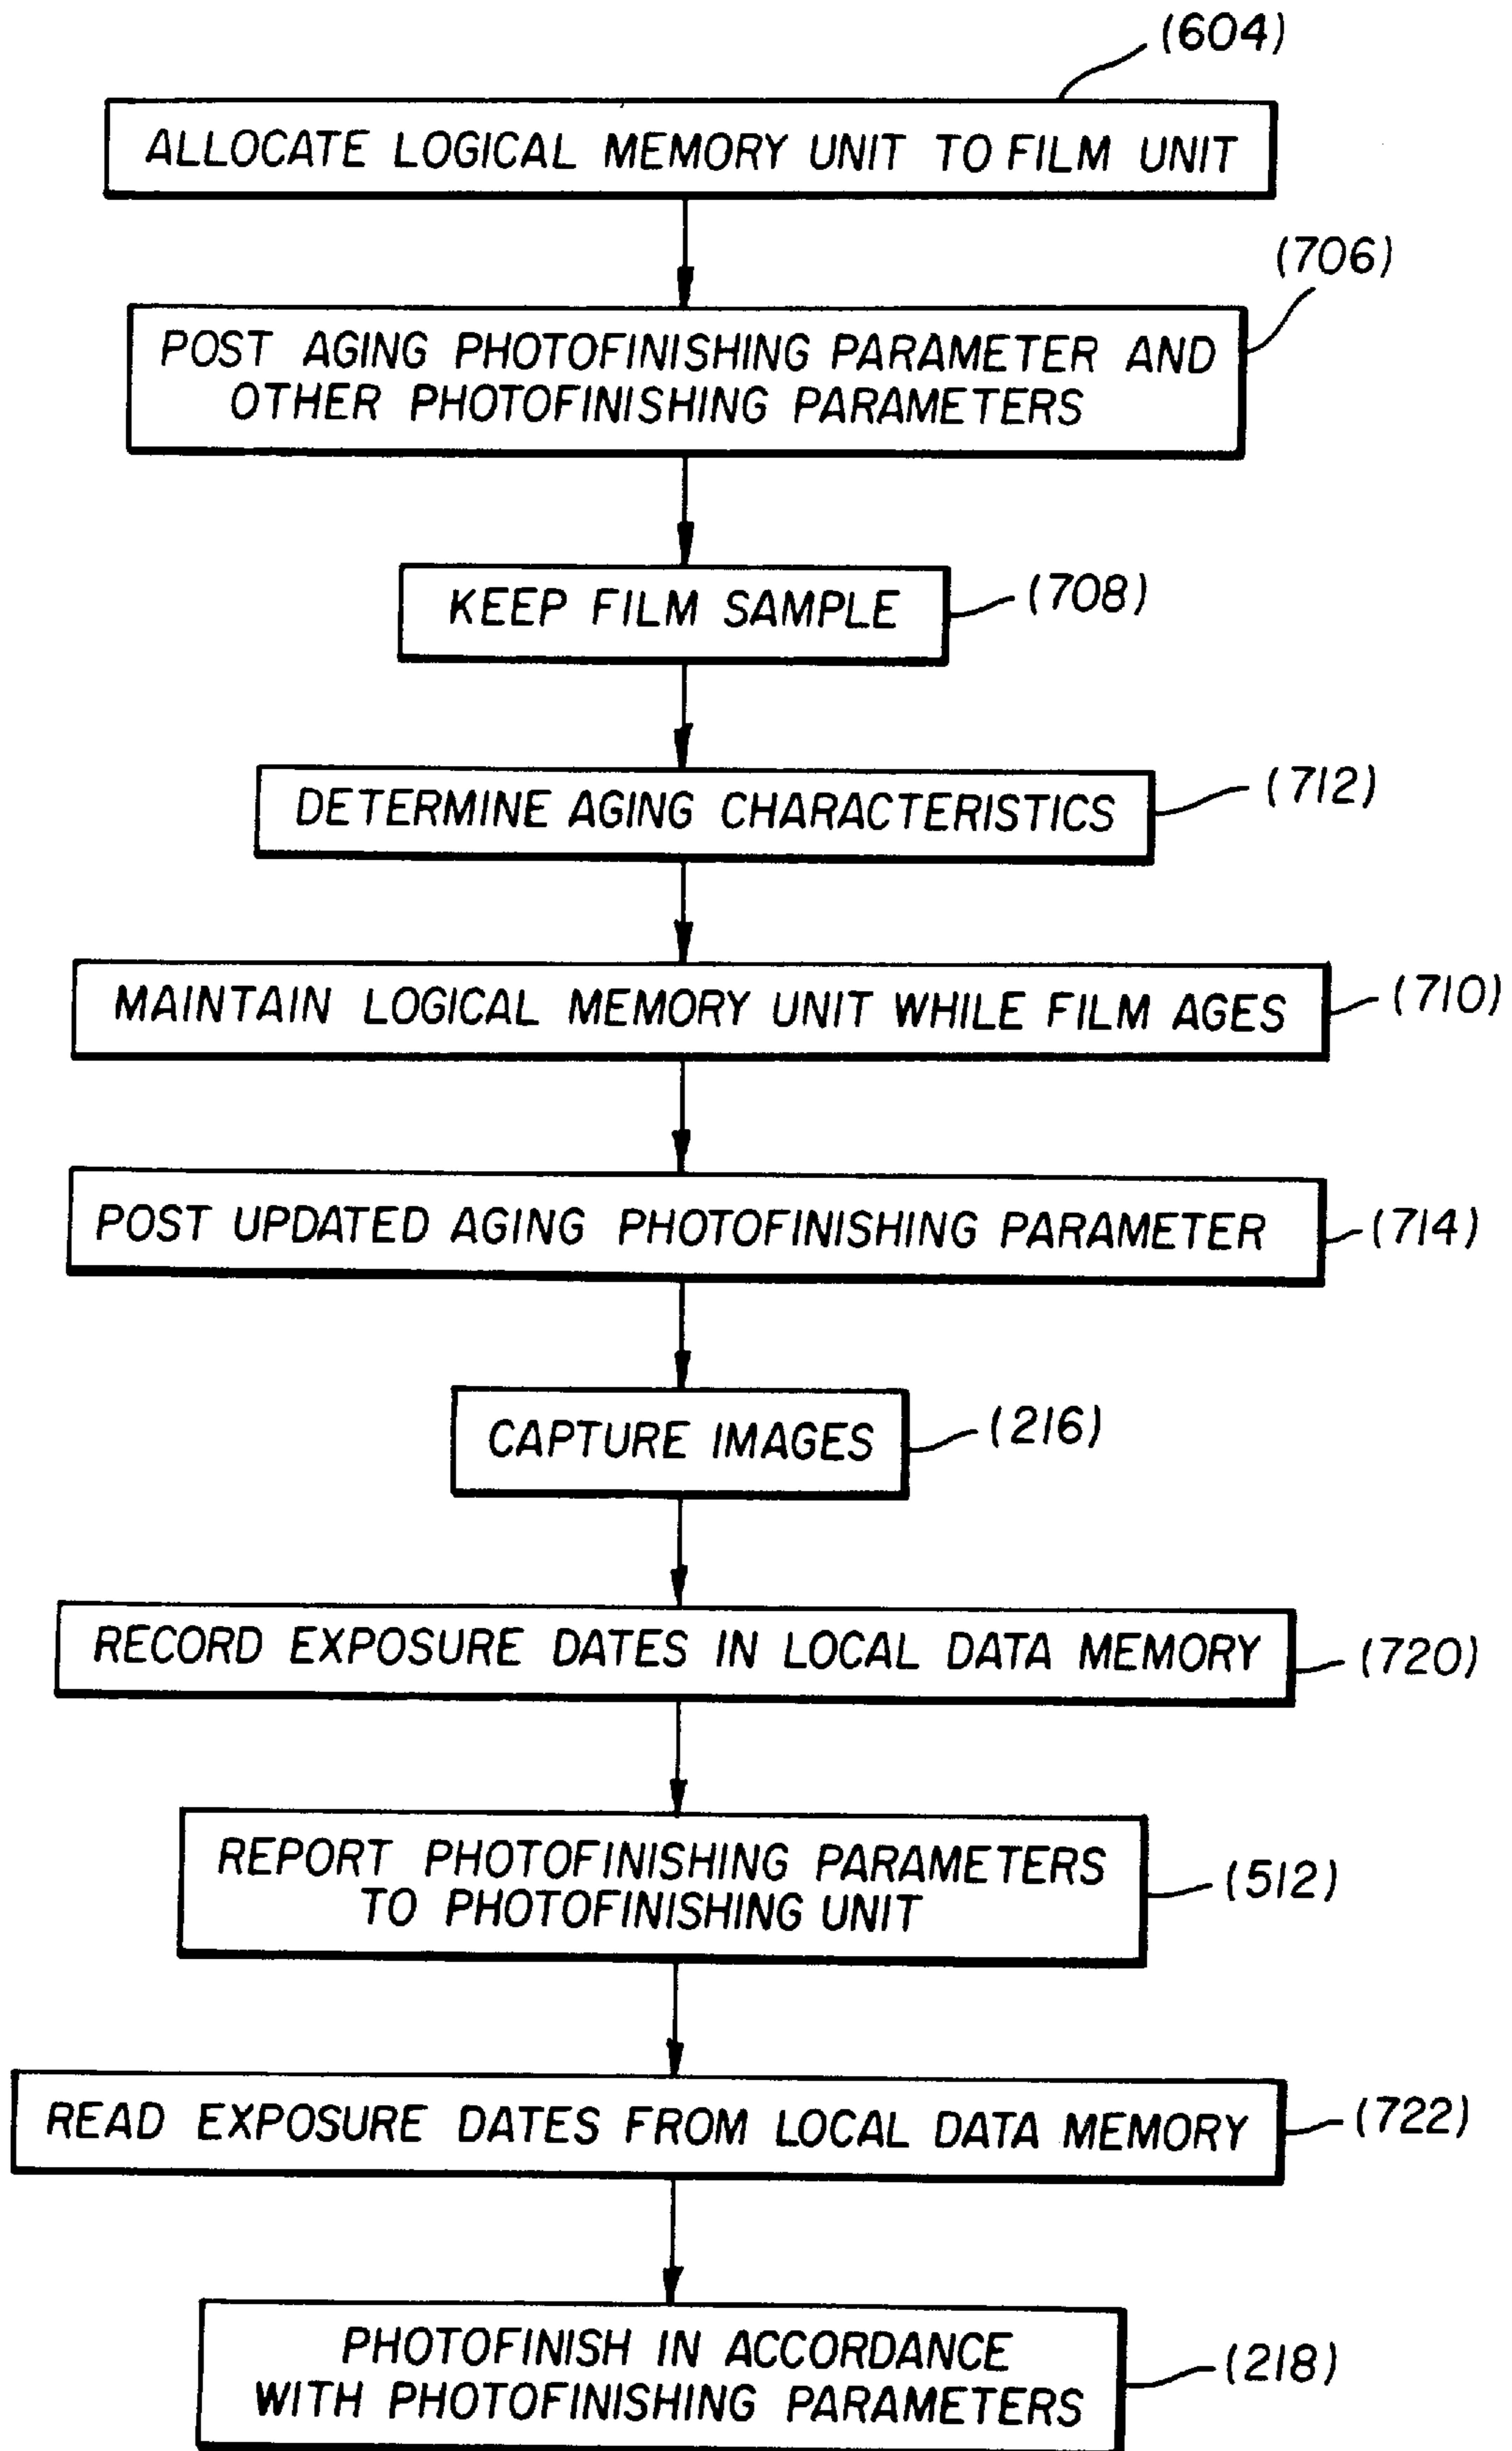 (604)
ALLOCATE LOGICAL MEMORY UNIT TO FILM UNIT
(706)
POST AGING PHOTOFINISHING PARAMETER AND
OTHER PHOTOFINISHING PARAMETERS
KEEP FILM SAMPLE
(708)
DETERMINE AGING CHARACTERISTICS
(712)
MAINTAIN LOGICAL MEMORY UNIT WHILE FILM AGES
(710)
POST UPDATED AGING PHOTOFINISHING PARAMETER
(714)
CAPTURE IMAGES
(216)
RECORD EXPOSURE DATES IN LOCAL DATA MEMORY
(720)
REPORT PHOTOFINISHING PARAMETERS
TO PHOTOFINISHING UNIT
(512)
READ EXPOSURE DATES FROM LOCAL DATA MEMORY
(722)
PHOTOFINISH IN ACCORDANCE
WITH PHOTOFINISHING PARAMETERS
(218)